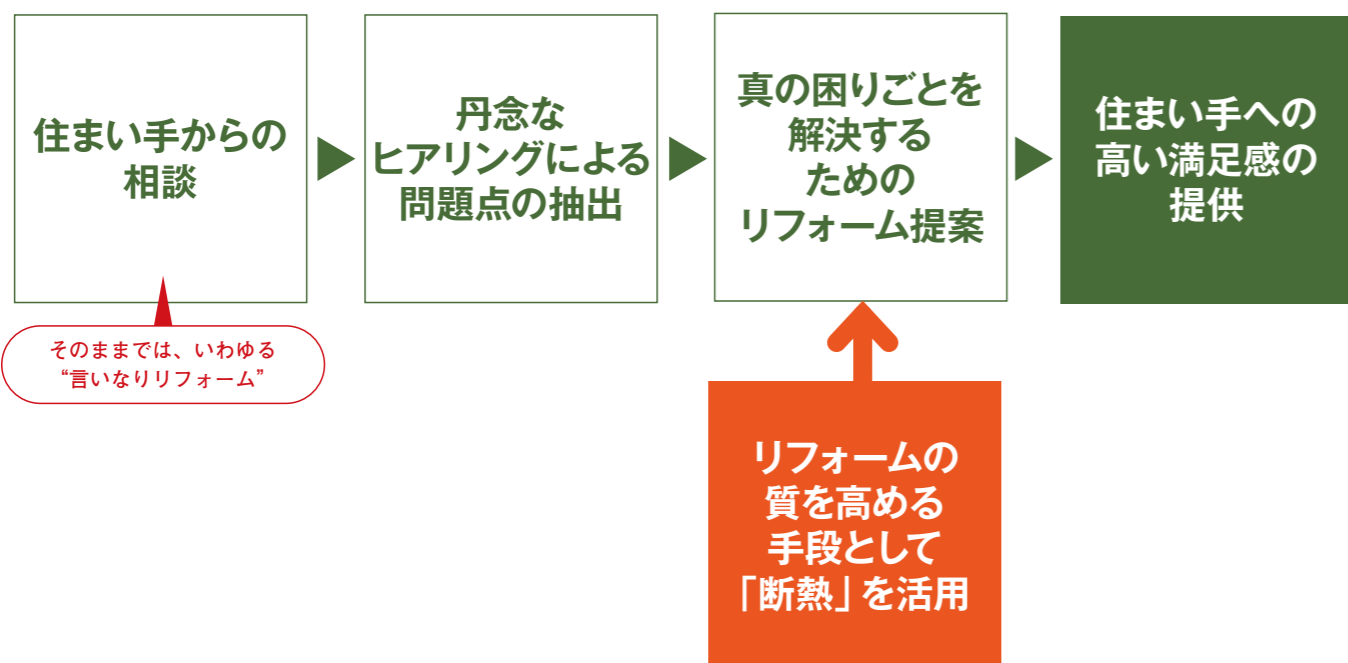 住まい手からの
相談
丹念な
ヒアリングによる
問題点の抽出
真の困りごとを
解決する
ための
リフォーム提案
住まい手への
高い満足感の
提供
そのままでは、いわゆる
“言いなりリフォーム”
リフォームの
質を高める
手段として
「断熱」を活用